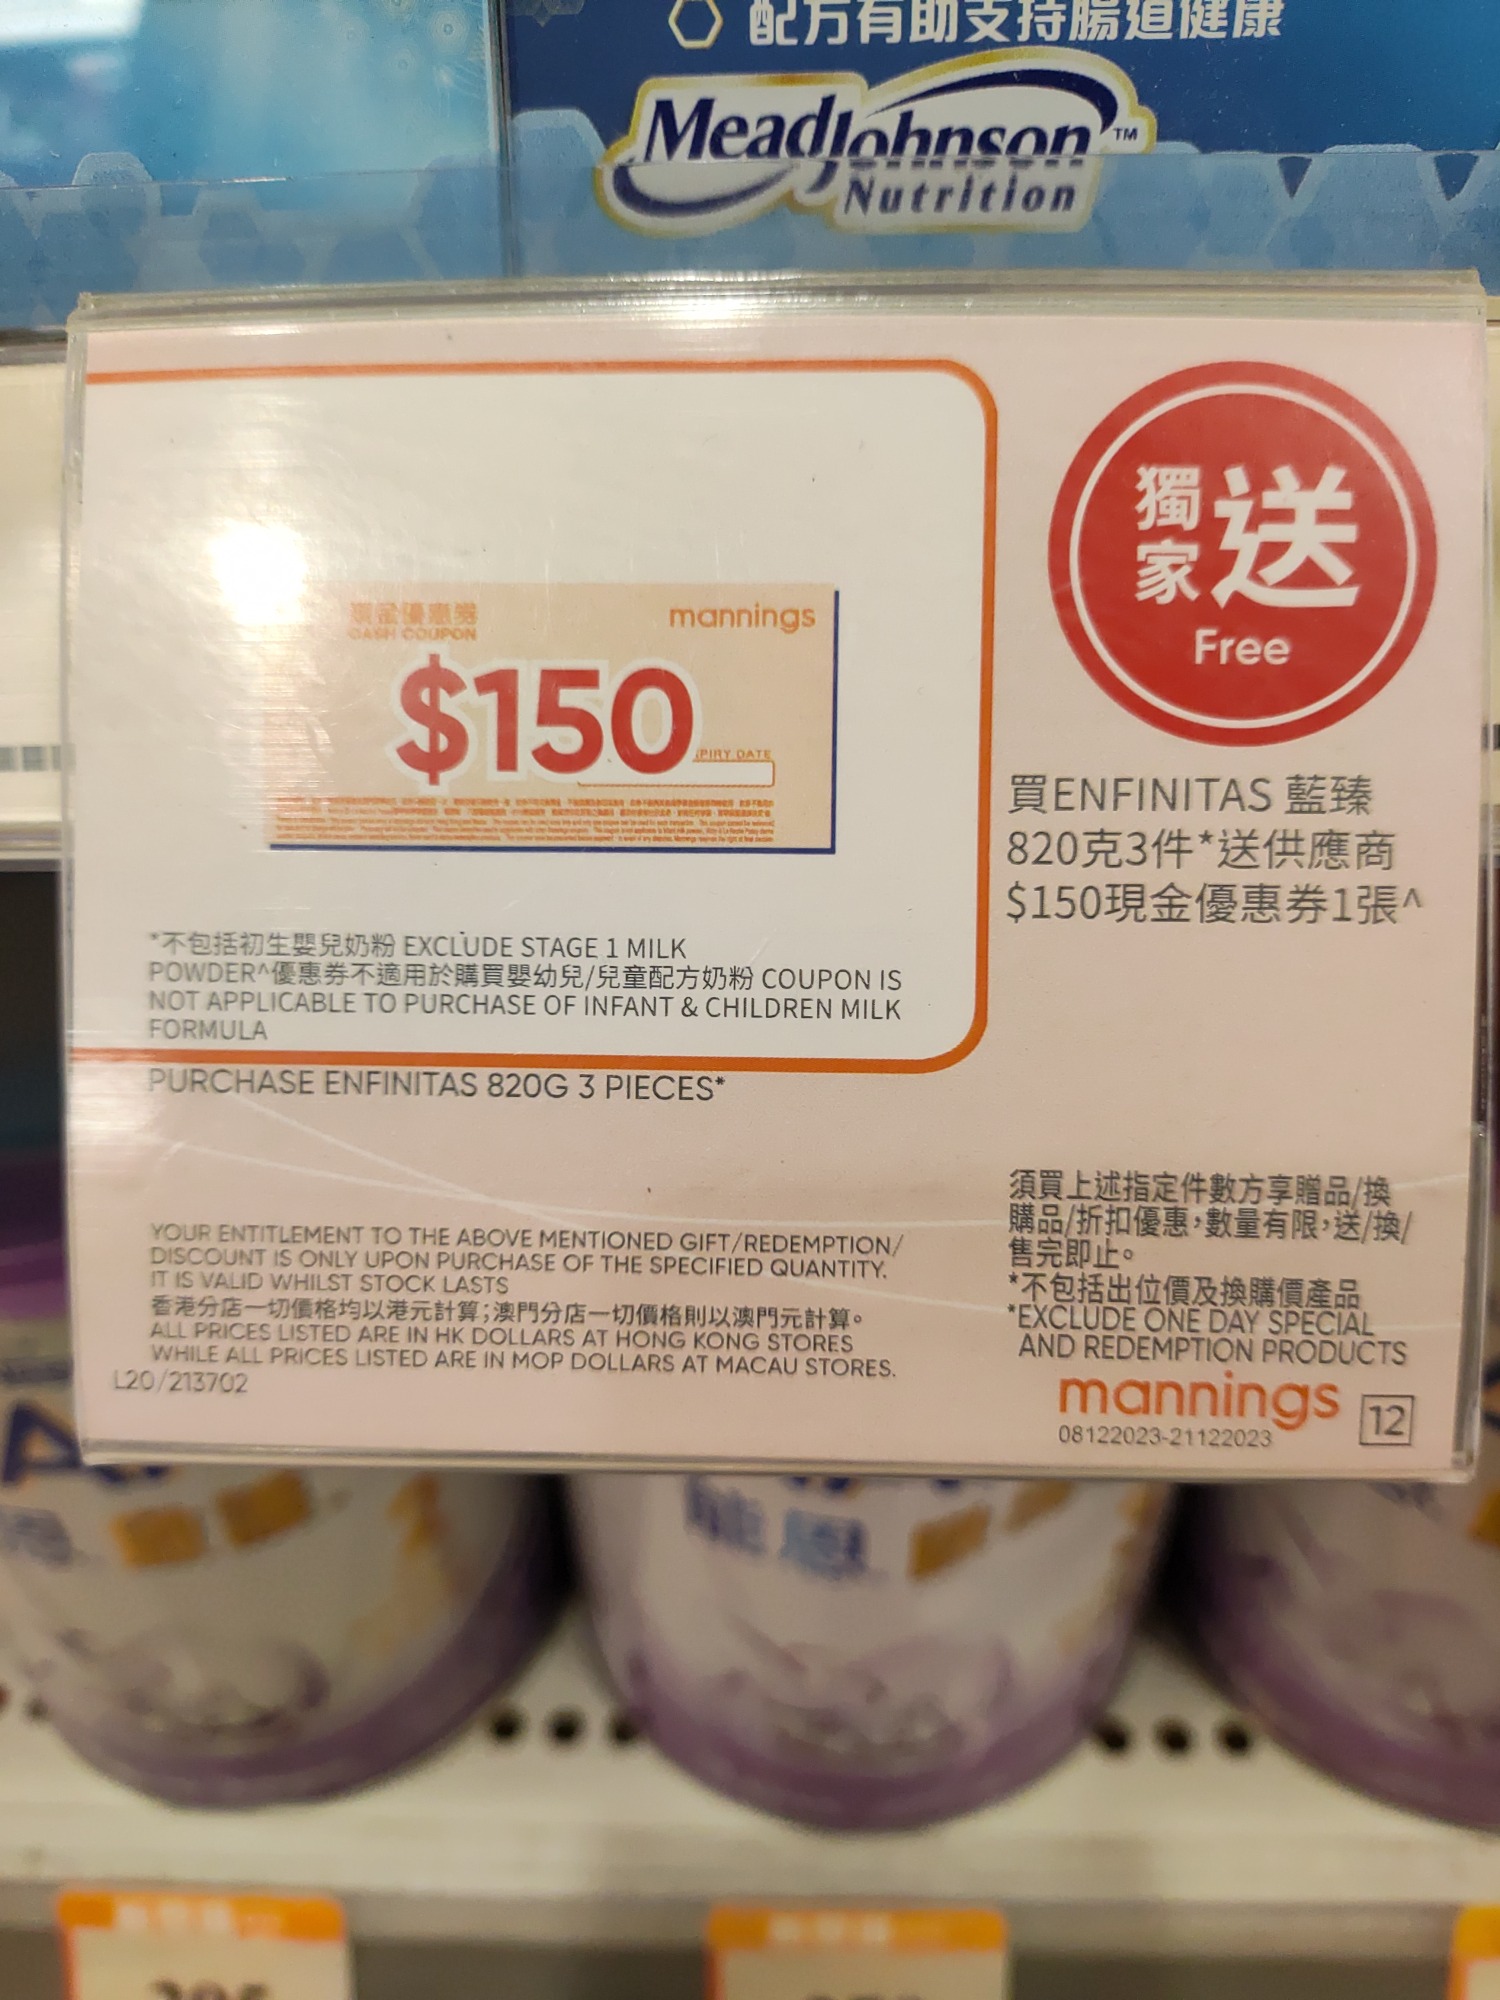 配方有助支持腸道健康
MeadJohnson™
Nutrition
獨家送
Free
現金優惠券
CASH COUPON
mannings
$150
PIRY DATE
買ENFINITAS 藍臻
820克3件*送供應商
$150現金優惠券1張^
*不包括初生嬰兒奶粉 EXCLUDE STAGE 1 MILK
POWDER^優惠券不適用於購買嬰幼兒/兒童配方奶粉 COUPON IS
NOT APPLICABLE TO PURCHASE OF INFANT & CHILDREN MILK
FORMULA
PURCHASE ENFINITAS 820G 3 PIECES*
YOUR ENTITLEMENT TO THE ABOVE MENTIONED GIFT/REDEMPTION/
DISCOUNT IS ONLY UPON PURCHASE OF THE SPECIFIED QUANTITY.
IT IS VALID WHILST STOCK LASTS
香港分店一切價格均以港元計算;澳門分店一切價格則以澳門元計算。
ALL PRICES LISTED ARE IN HK DOLLARS AT HONG KONG STORES
WHILE ALL PRICES LISTED ARE IN MOP DOLLARS AT MACAU STORES.
L20/213702
須買上述指定件數方享贈品/換
購品/折扣優惠,數量有限,送/換/
售完即止。
*不包括出位價及換購價產品
*EXCLUDE ONE DAY SPECIAL
AND REDEMPTION PRODUCTS
mannings
08122023-21122023
12